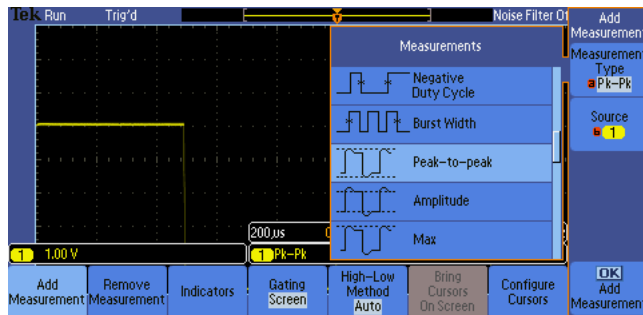 Tek Run Trig'd Noise Filter Of
Add
Measurement
Measurements
Measurement
Type
a Pk-Pk
Source
b 1
Negative
Duty Cycle
Burst Width
Peak-to-peak
Amplitude
Max
200µs
1 1.00 V
1 Pk-Pk
Add
Measurement
Remove
Measurement
Indicators
Gating
Screen
High-Low
Method
Auto
Bring
Cursors
On Screen
Configure
Cursors
OK
Add
Measurement